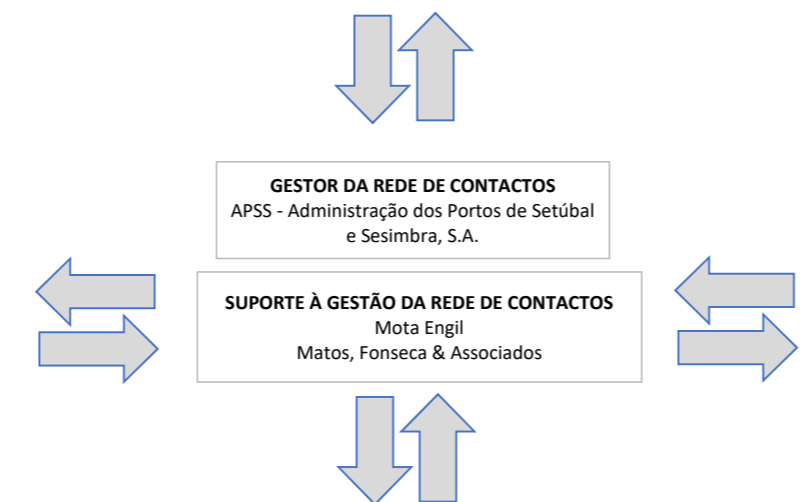 GESTOR DA REDE DE CONTACTOS
APSS - Administração dos Portos de Setúbal
e Sesimbra, S.A.
SUPORTE À GESTÃO DA REDE DE CONTACTOS
Mota Engil
Matos, Fonseca & Associados